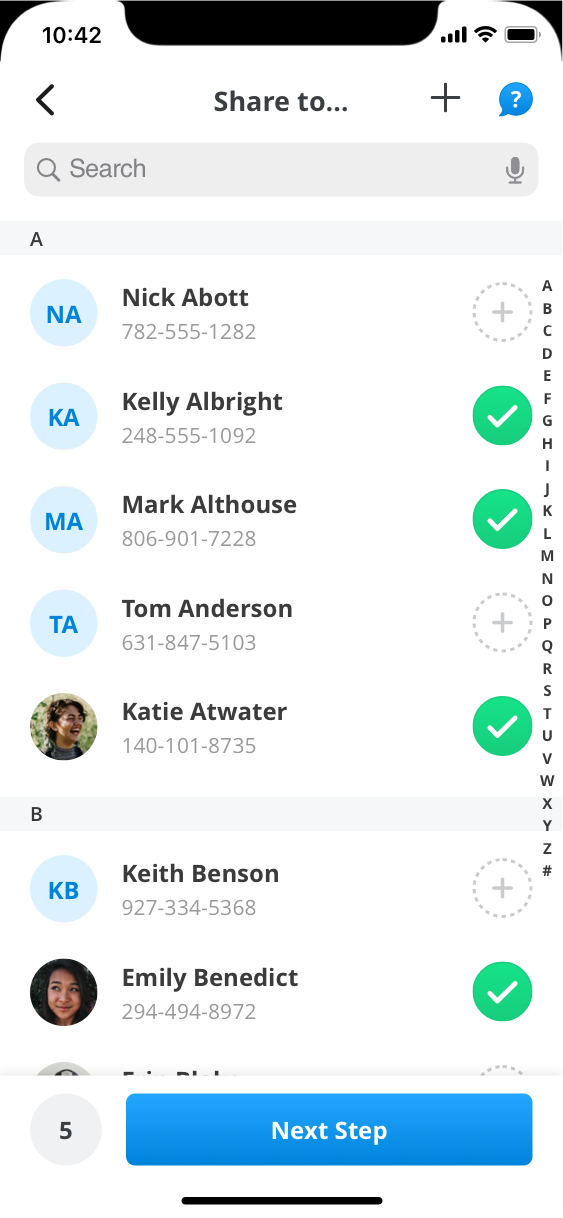 10:42
Share to...
?
Search
A
NA
Nick Abott
782-555-1282
KA
Kelly Albright
248-555-1092
MA
Mark Althouse
806-901-7228
TA
Tom Anderson
631-847-5103
Katie Atwater
140-101-8735
B
KB
Keith Benson
927-334-5368
Emily Benedict
294-494-8972
A
B
C
D
E
F
G
H
I
J
K
L
M
N
O
P
Q
R
S
T
U
V
W
X
Y
Z
#
5
Next Step